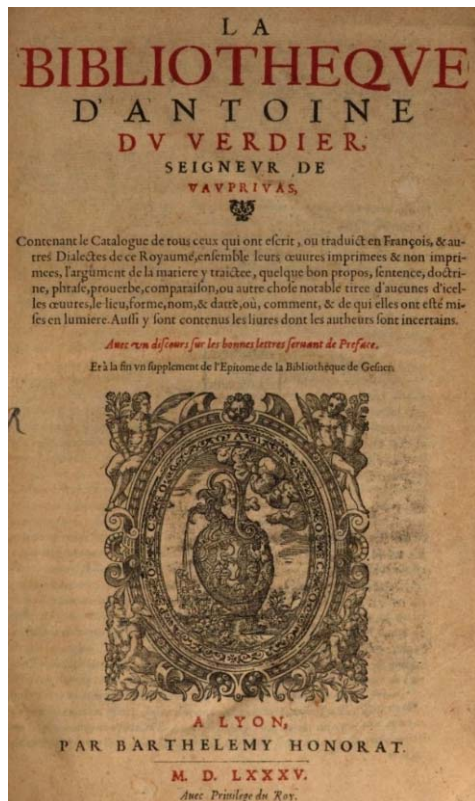 LA
BIBLIOTHEQVE
D'ANTOINE
DV VERDIER,
SEIGNEVR DE
VAVPRIVAS,
Contenant le Catalogue de tous ceux qui ont eſcrit, ou traduict en François, & au-
tres Dialectes de ce Royaume, enſemble leurs œuures imprimees & non impri-
mees, l'argument de la matiere y traictee, quelque bon propos, ſentence, doctri-
ne, phraſe, prouerbe, comparaiſon, ou autre choſe notable tiree d'aucunes d'icel-
les œuures, le lieu, forme, nom, & datte, où, comment, & de qui elles ont eſté mi-
ſes en lumiere. Auſſi y ſont contenus les liures dont les autheurs ſont incertains.
Auec vn diſcours ſur les bonnes lettres ſeruant de Preface.
Et à la fin vn ſupplement de l'Epitome de la Bibliotheque de Geſner.
R
A LYON,
PAR BARTHELEMY HONORAT.
M. D. LXXXV.
Auec Priuilege du Roy.